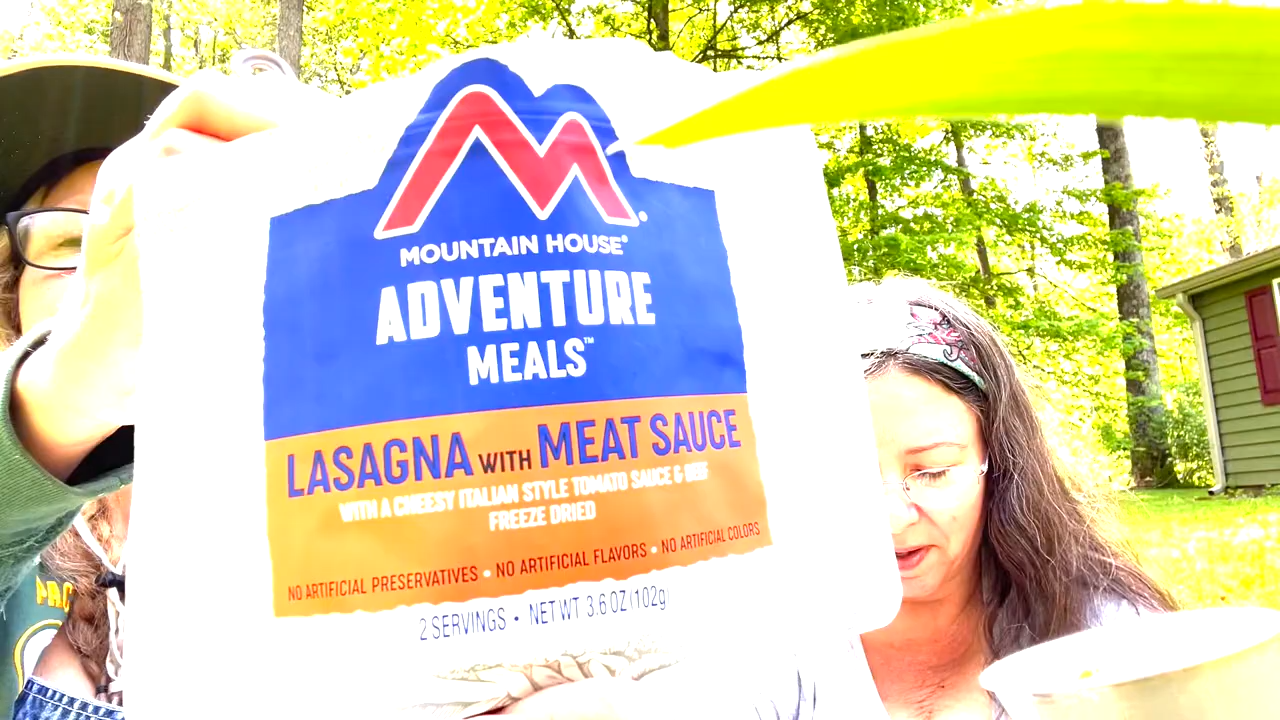 MOUNTAIN HOUSE®
ADVENTURE
MEALS™
LASAGNA WITH MEAT SAUCE
WITH A CHEESY ITALIAN STYLE TOMATO SAUCE & BEEF
FREEZE DRIED
NO ARTIFICIAL PRESERVATIVES • NO ARTIFICIAL FLAVORS • NO ARTIFICIAL COLORS
2 SERVINGS • NET WT 3.6 OZ (102g)
PAC